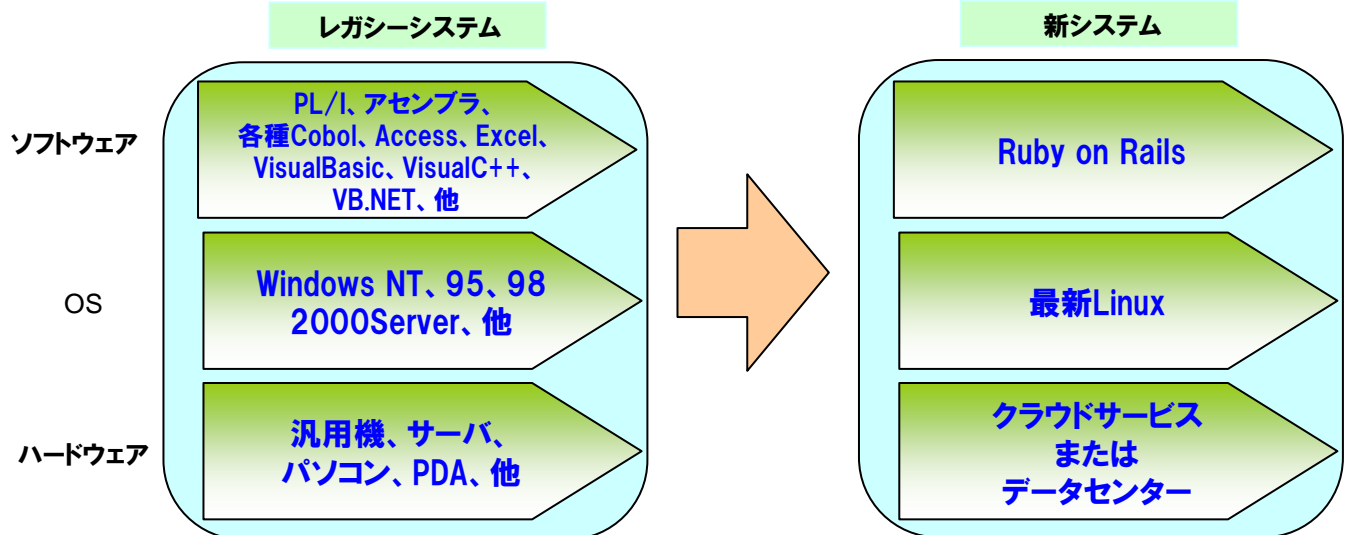 レガシーシステム
新システム
ソフトウェア
PL/I、アセンブラ、
各種Cobol、Access、Excel、
VisualBasic、VisualC++、
VB.NET、他
Ruby on Rails
OS
Windows NT、95、98
2000Server、他
最新Linux
ハードウェア
汎用機、サーバ、
パソコン、PDA、他
クラウドサービス
または
データセンター